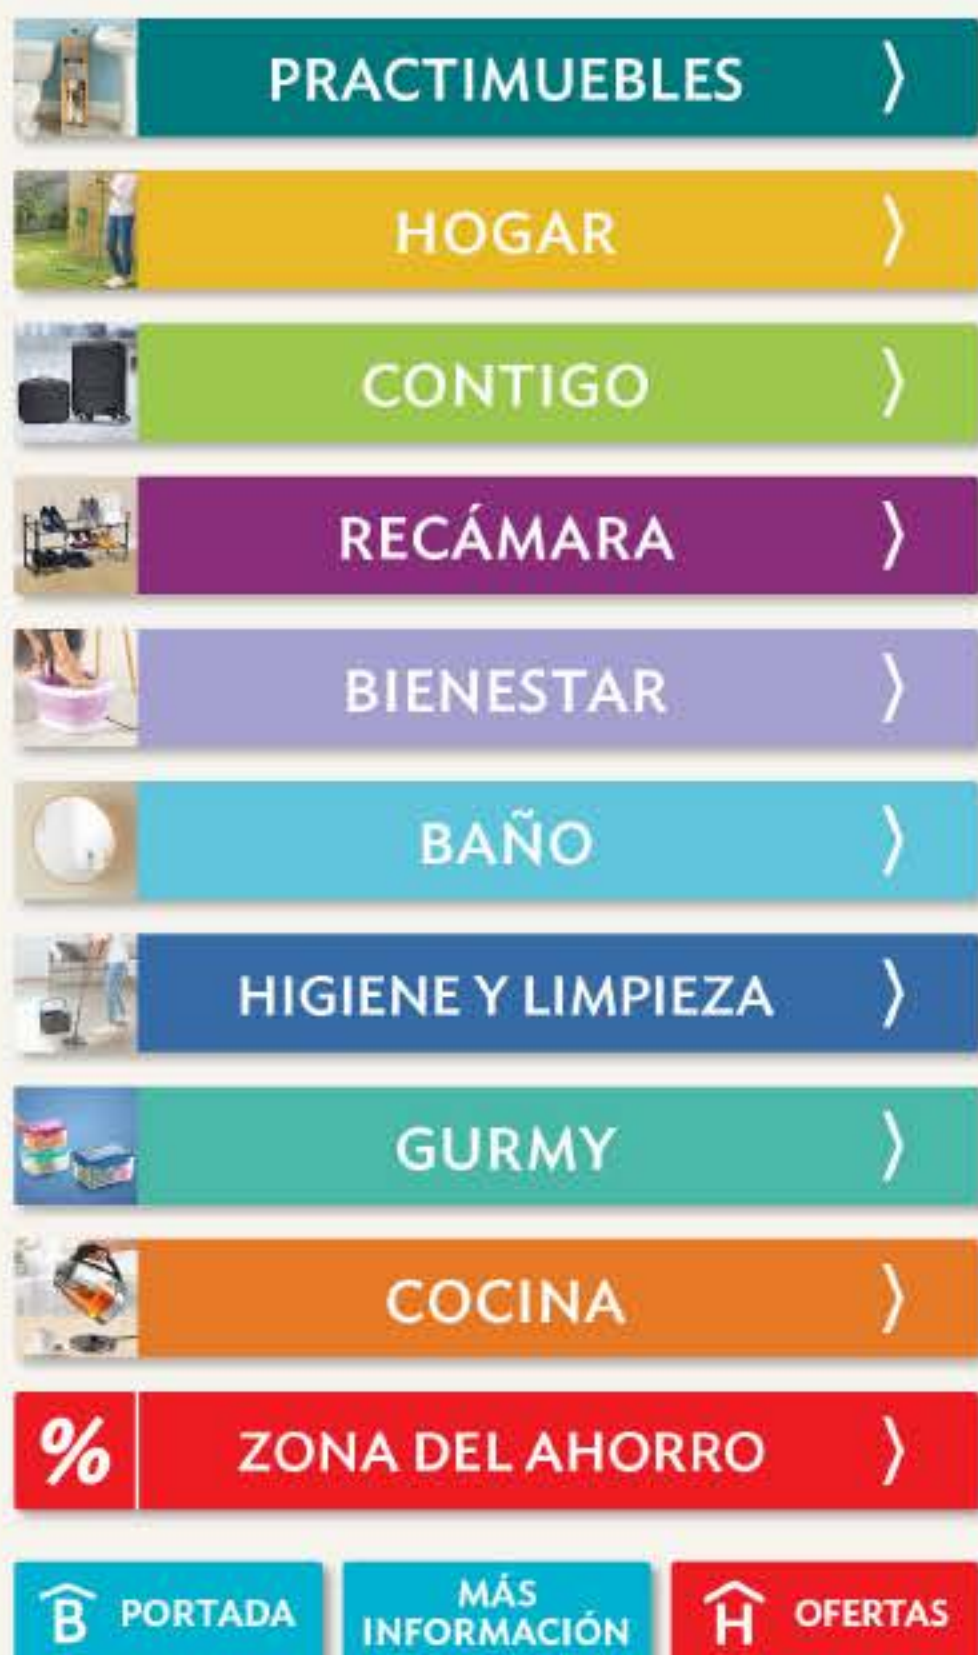 PRACTIMUEBLES
HOGAR
CONTIGO
RECÁMARA
BIENESTAR
BAÑO
HIGIENE Y LIMPIEZA
GURMY
COCINA
% ZONA DEL AHORRO
B PORTADA
MÁS
INFORMACIÓN
H OFERTAS